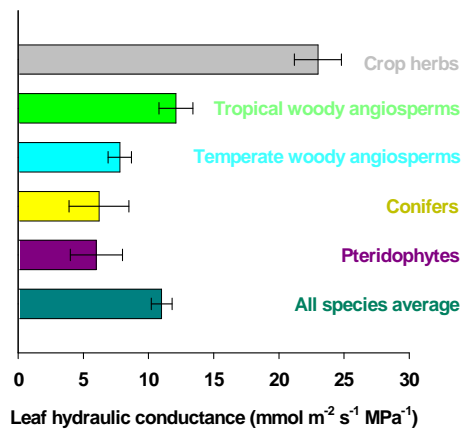 Crop herbs
Tropical woody angiosperms
Temperate woody angiosperms
Conifers
Pteridophytes
All species average
0 5 10 15 20 25 30
Leaf hydraulic conductance (mmol m⁻² s⁻¹ MPa⁻¹)